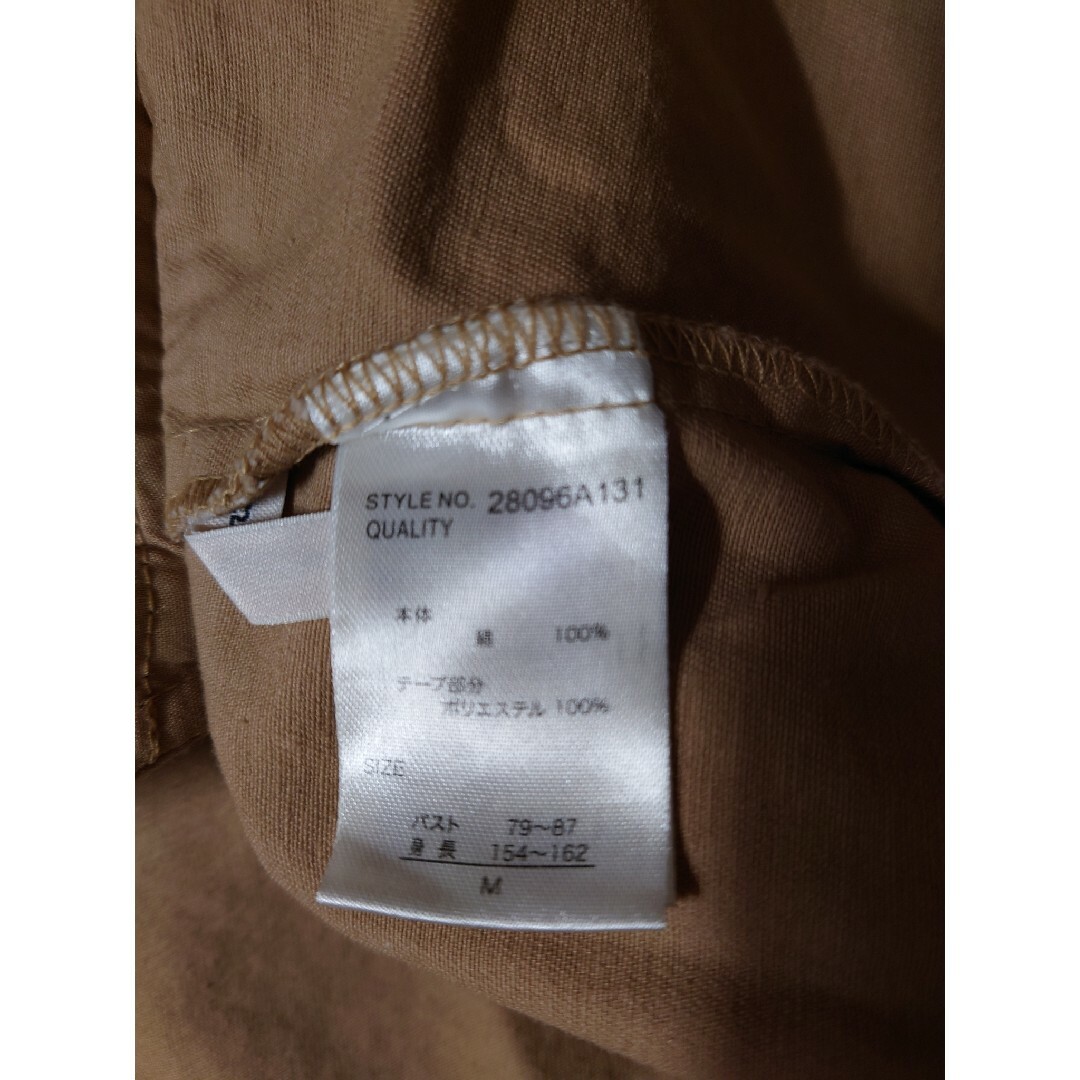 STYLE NO. 28096A131
QUALITY
本体
綿 100%
テープ部分
ポリエステル 100%
SIZE
バスト 79~87
身長 154~162
M